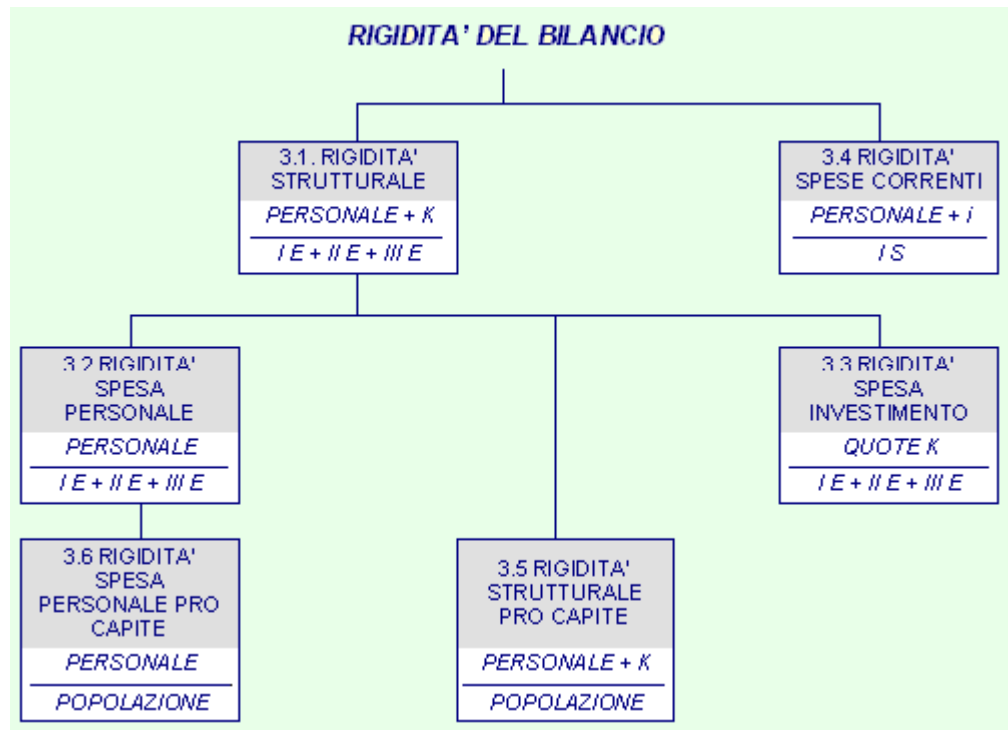 RIGIDITA' DEL BILANCIO
3.1. RIGIDITA'
STRUTTURALE
PERSONALE + K
I E + II E + III E
3.4 RIGIDITA'
SPESE CORRENTI
PERSONALE + i
I S
3.2 RIGIDITA'
SPESA
PERSONALE
PERSONALE
I E + II E + III E
3.3 RIGIDITA'
SPESA
INVESTIMENTO
QUOTE K
I E + II E + III E
3.6 RIGIDITA'
SPESA
PERSONALE PRO
CAPITE
PERSONALE
POPOLAZIONE
3.5 RIGIDITA'
STRUTTURALE
PRO CAPITE
PERSONALE + K
POPOLAZIONE